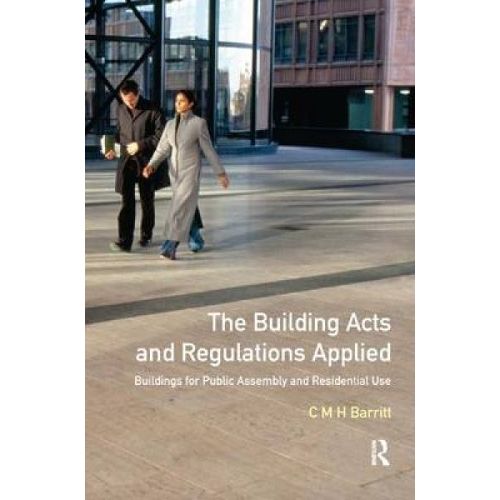 The Building Acts
and Regulations Applied
Buildings for Public Assembly and Residential Use
C M H Barritt
R